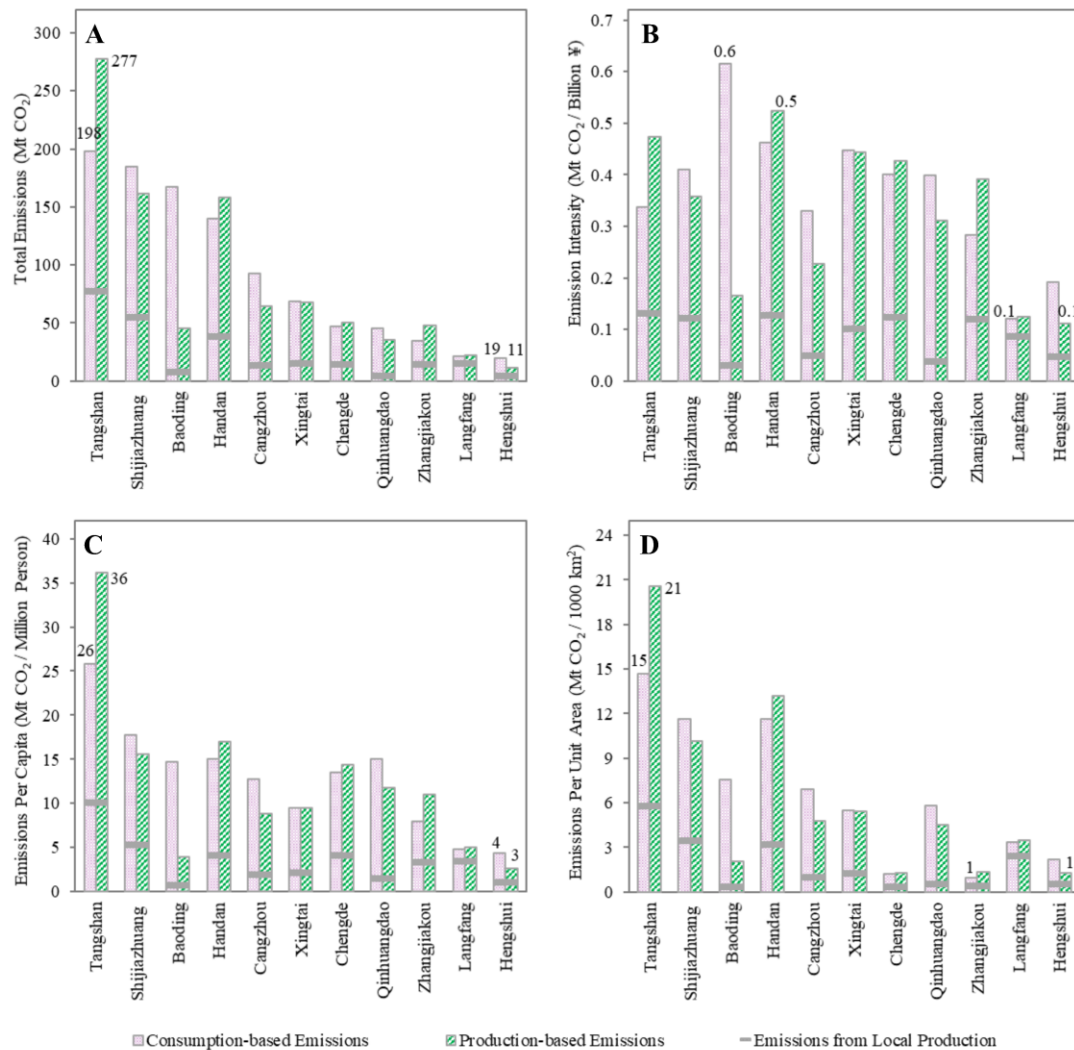 A
Total Emissions (Mt CO₂)
300
250
200
150
100
50
0
277
198
19
11
Tangshan
Shijiazhuang
Baoding
Handan
Cangzhou
Xingtai
Chengde
Qinhuangdao
Zhangjiakou
Langfang
Hengshui
B
Emission Intensity (Mt CO₂ / Billion ¥)
0.7
0.6
0.5
0.4
0.3
0.2
0.1
0.0
0.6
0.5
0.1
0.1
Tangshan
Shijiazhuang
Baoding
Handan
Cangzhou
Xingtai
Chengde
Qinhuangdao
Zhangjiakou
Langfang
Hengshui
C
Emissions Per Capita (Mt CO₂ / Million Person)
40
35
30
25
20
15
10
5
0
36
26
4
3
Tangshan
Shijiazhuang
Baoding
Handan
Cangzhou
Xingtai
Chengde
Qinhuangdao
Zhangjiakou
Langfang
Hengshui
D
Emissions Per Unit Area (Mt CO₂ / 1000 km²)
24
21
18
15
12
9
6
3
0
21
15
1
1
Tangshan
Shijiazhuang
Baoding
Handan
Cangzhou
Xingtai
Chengde
Qinhuangdao
Zhangjiakou
Langfang
Hengshui
Consumption-based Emissions
Production-based Emissions
Emissions from Local Production